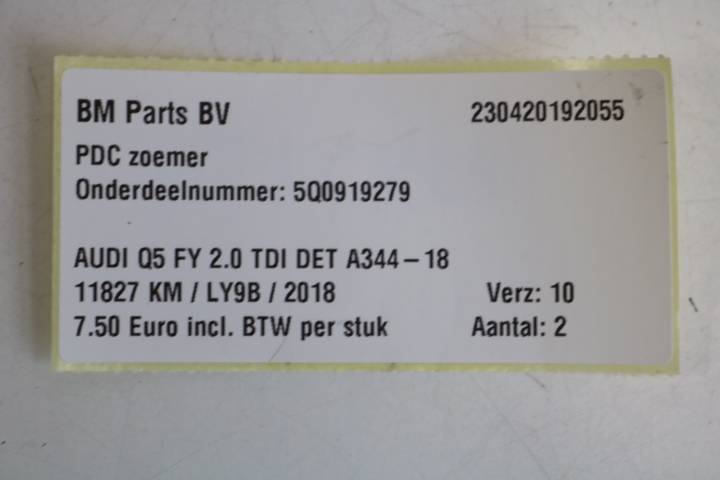 BM Parts BV 230420192055
PDC zoemer
Onderdeelnummer: 5Q0919279
AUDI Q5 FY 2.0 TDI DET A344-18
11827 KM / LY9B / 2018 Verz: 10
7.50 Euro incl. BTW per stuk Aantal: 2